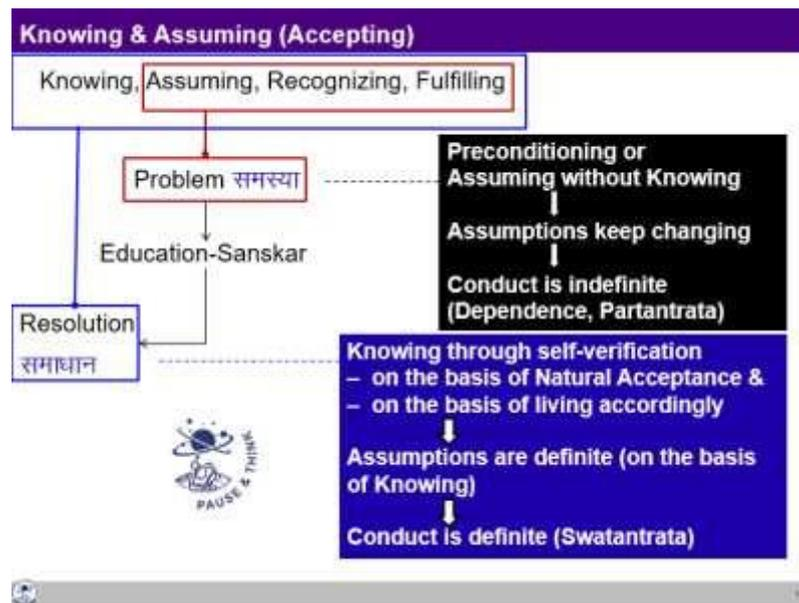 Knowing & Assuming (Accepting)
Knowing, Assuming, Recognizing, Fulfilling
Problem समस्या
Education-Sanskar
Resolution
समाधान
Preconditioning or
Assuming without Knowing
Assumptions keep changing
Conduct is indefinite
(Dependence, Partantrata)
Knowing through self-verification
– on the basis of Natural Acceptance &
– on the basis of living accordingly
Assumptions are definite (on the basis
of Knowing)
Conduct is definite (Swatantrata)
PAUSE & THINK